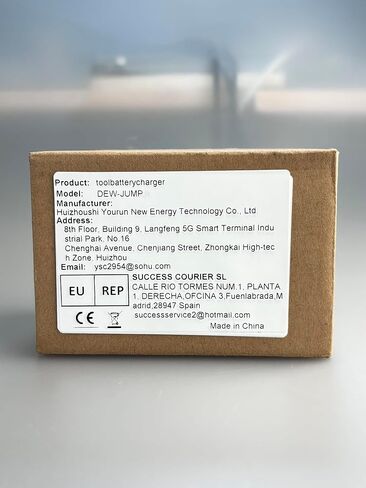 Product: toolbatterycharger
Model: DEW-JUMP
Manufacturer:
Huizhoushi Yourun New Energy Technology Co., Ltd
Address:
8th Floor, Building 9, Langfeng 5G Smart Terminal Indu
strial Park, No.16
Chenghai Avenue, Chenjiang Street, Zhongkai High-tec
h Zone, Huizhou
Email: ysc2954@sohu.com
EU REP
SUCCESS COURIER SL
CALLE RIO TORMES NUM.1, PLANTA
1, DERECHA,OFCINA 3,Fuenlabrada,M
adrid,28947 Spain
successservice2@hotmail.com
CE
Made in China